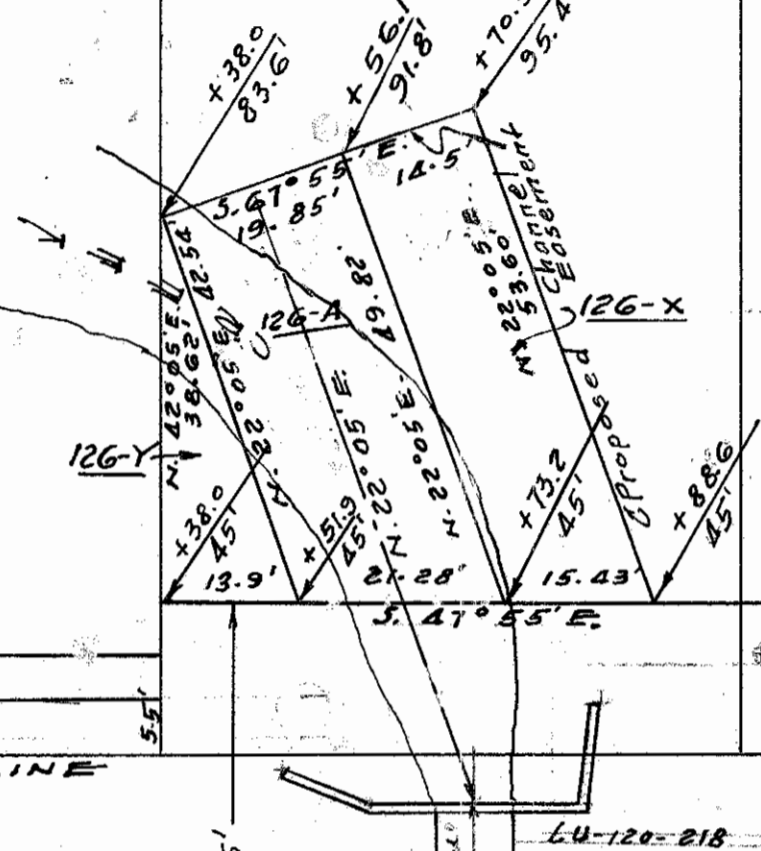 +38.0
83.6'
+56.1
91.8'
+70.
95.4
S. 67° 55' E.
19.85'
14.5'
Channel
Easement
Proposed
N. 22° 05' E.
53.60'
126-X
N. 42° 05' E.
38.62'
N. 22° 05' E.
42.54'
126-A
49.82'
N. 22° 05' E.
N. 22° 05' E.
126-Y
+38.0
45'
+51.9
45'
+73.2
45'
+88.6
45'
13.9'
21.28'
15.43'
S. 47° 55' E.
5.5'
INE
LU-120-218